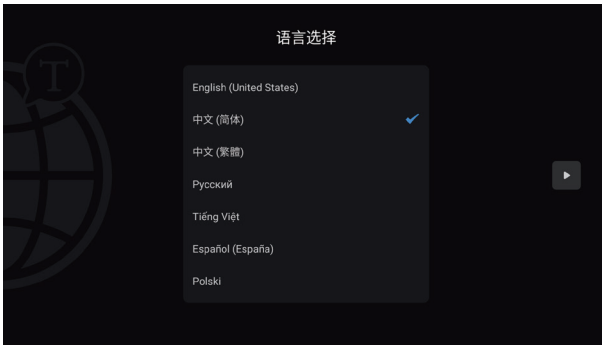 语言选择
T
English (United States)
中文 (简体)
中文 (繁體)
Русский
Tiếng Việt
Español (España)
Polski